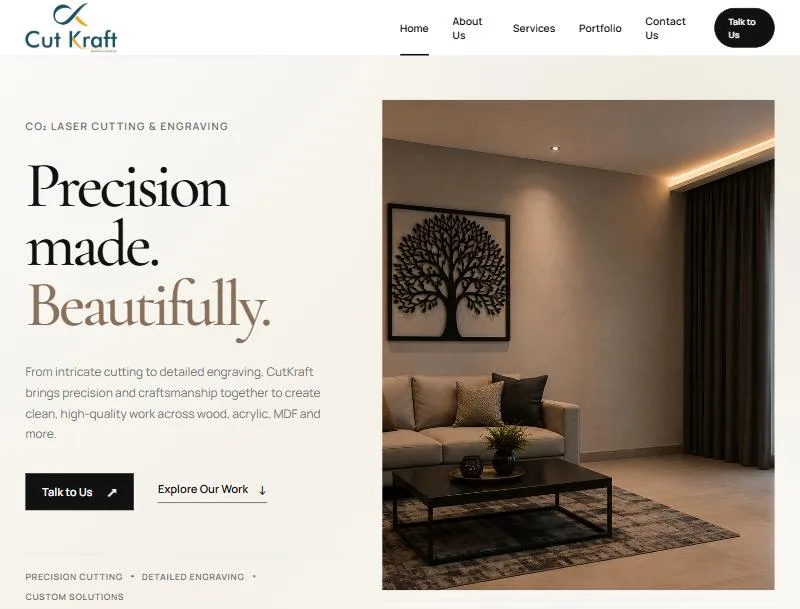 Cut Kraft
Home
About
Us
Services
Portfolio
Contact
Us
Talk to
Us
CO₂ LASER CUTTING & ENGRAVING
Precision
made.
Beautifully.
From intricate cutting to detailed engraving, CutKraft
brings precision and craftsmanship together to create
clean, high-quality work across wood, acrylic, MDF and
more.
Talk to Us ↗
Explore Our Work ↓
PRECISION CUTTING • DETAILED ENGRAVING •
CUSTOM SOLUTIONS